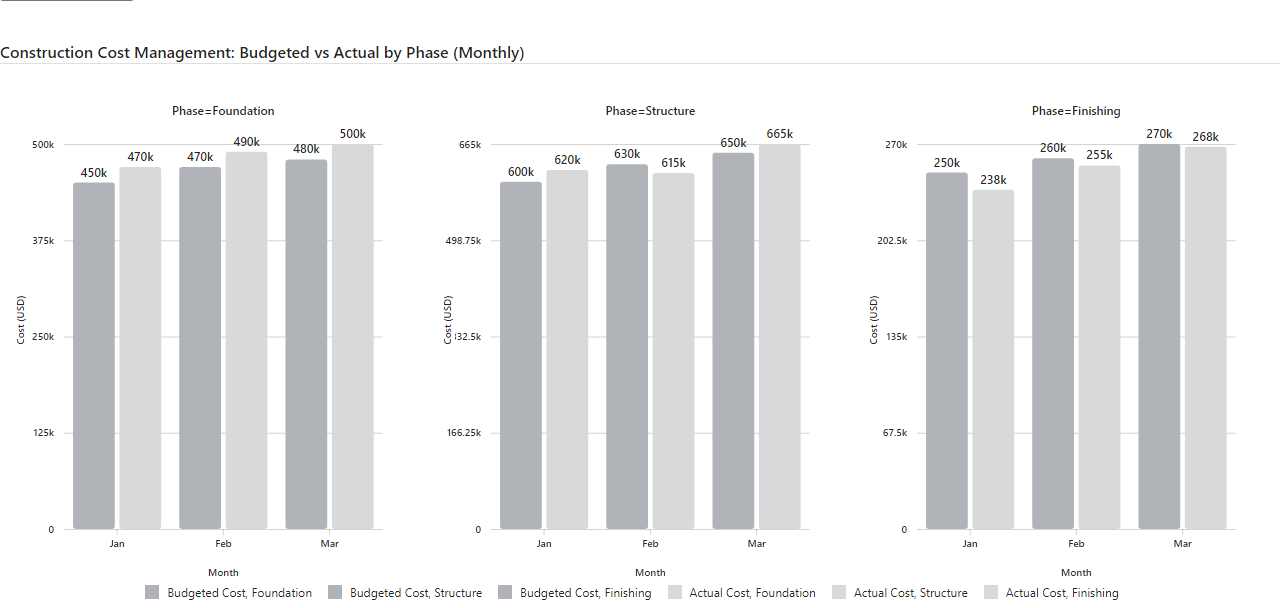 Construction Cost Management: Budgeted vs Actual by Phase (Monthly)
Phase=Foundation
500k
375k
250k
125k
0
Cost (USD)
450k 470k 470k 490k 480k 500k
Jan Feb Mar
Month
Phase=Structure
665k
498.75k
332.5k
166.25k
0
Cost (USD)
600k 620k 630k 615k 650k 665k
Jan Feb Mar
Month
Phase=Finishing
270k
202.5k
135k
67.5k
0
Cost (USD)
250k 238k 260k 255k 270k 268k
Jan Feb Mar
Month
Budgeted Cost, Foundation Budgeted Cost, Structure Budgeted Cost, Finishing Actual Cost, Foundation Actual Cost, Structure Actual Cost, Finishing